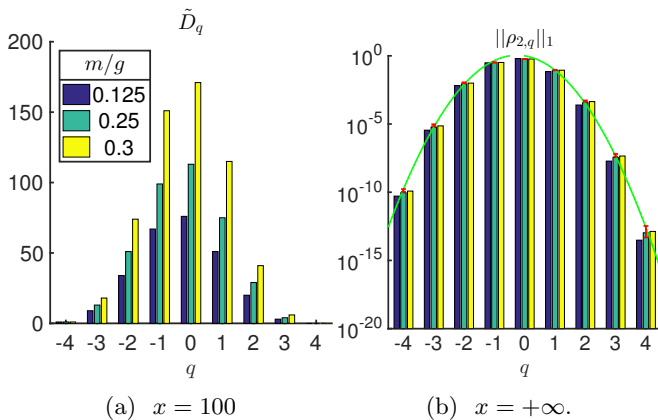 D̃_q
200
150
100
50
0
m/g
0.125
0.25
0.3
-4 -3 -2 -1 0 1 2 3 4
q
(a) x = 100
||ρ_{2,q}||_1
10^0
10^{-5}
10^{-10}
10^{-15}
10^{-20}
-4 -3 -2 -1 0 1 2 3 4
q
(b) x = +∞.